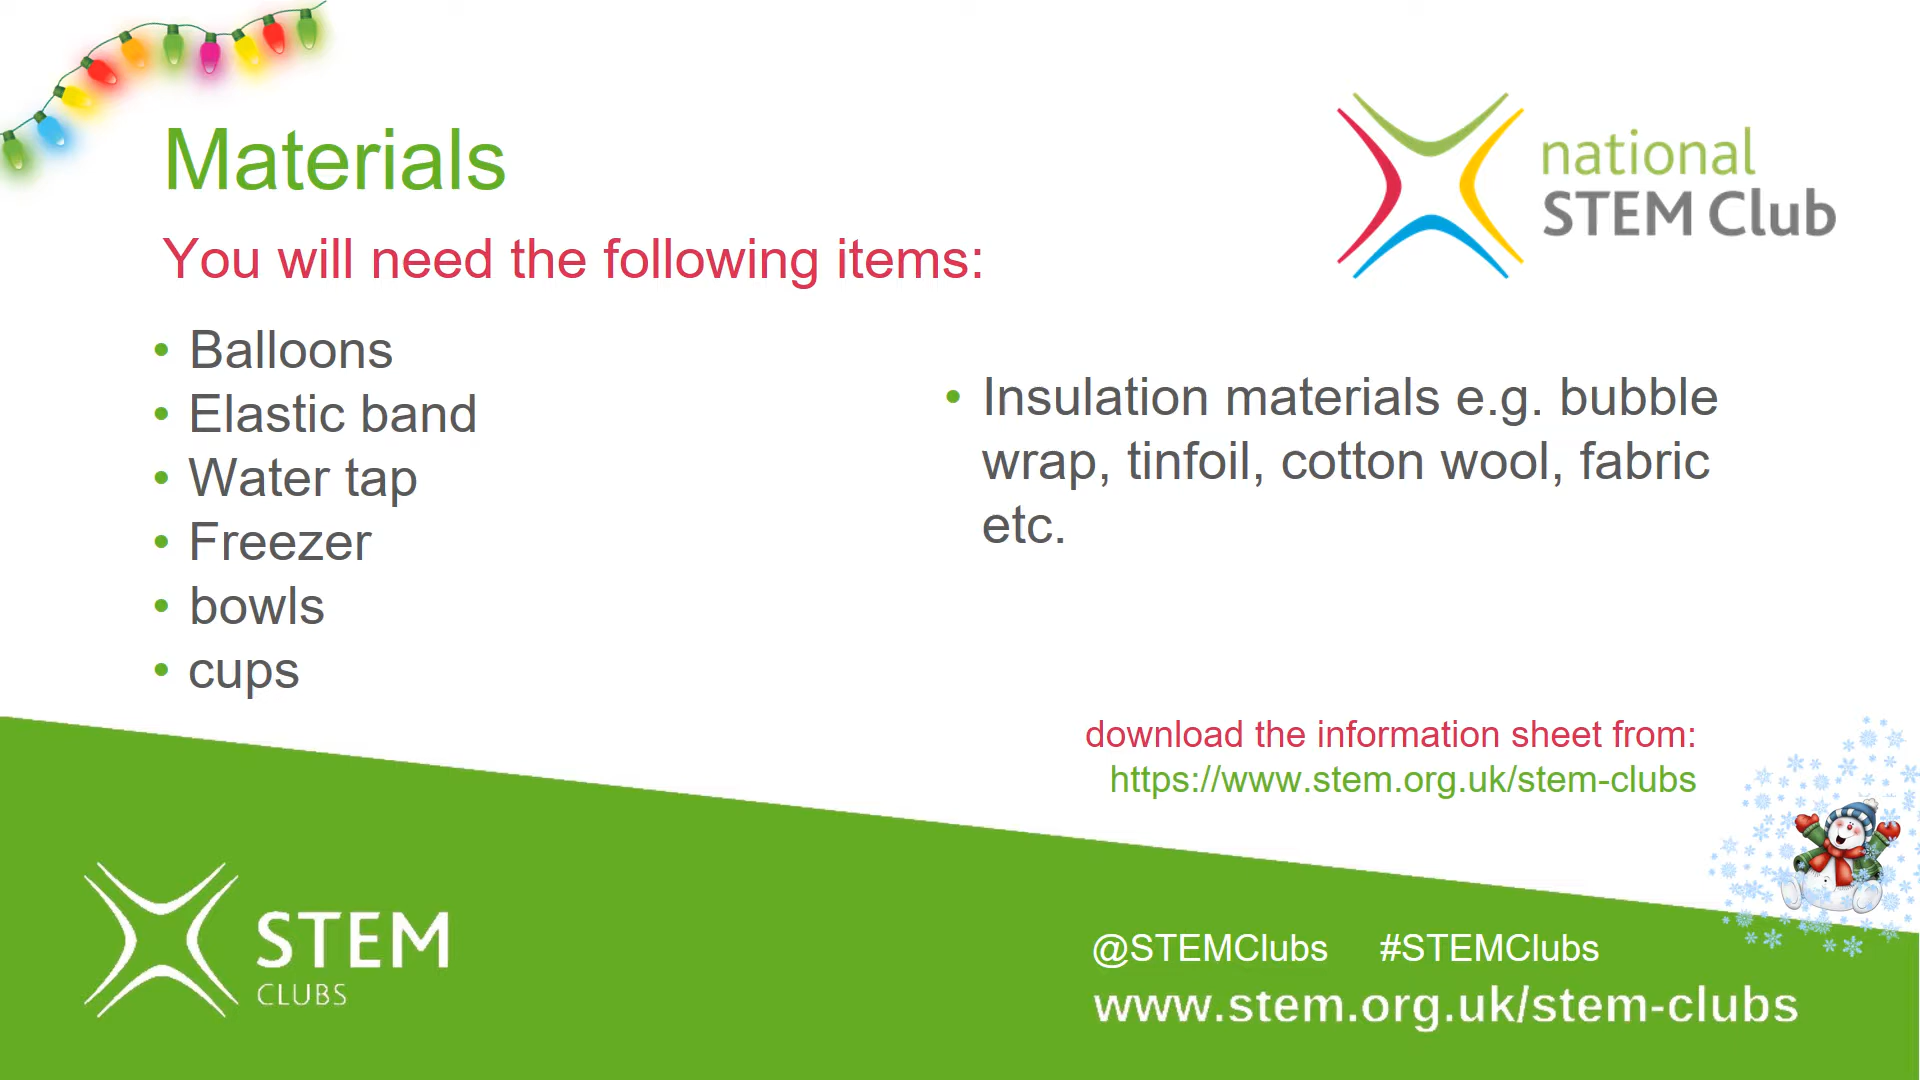 Materials
national
STEM Club
You will need the following items:
• Balloons
• Elastic band
• Water tap
• Freezer
• bowls
• cups
• Insulation materials e.g. bubble
wrap, tinfoil, cotton wool, fabric
etc.
download the information sheet from:
https://www.stem.org.uk/stem-clubs
STEM
CLUBS
@STEMClubs #STEMClubs
www.stem.org.uk/stem-clubs